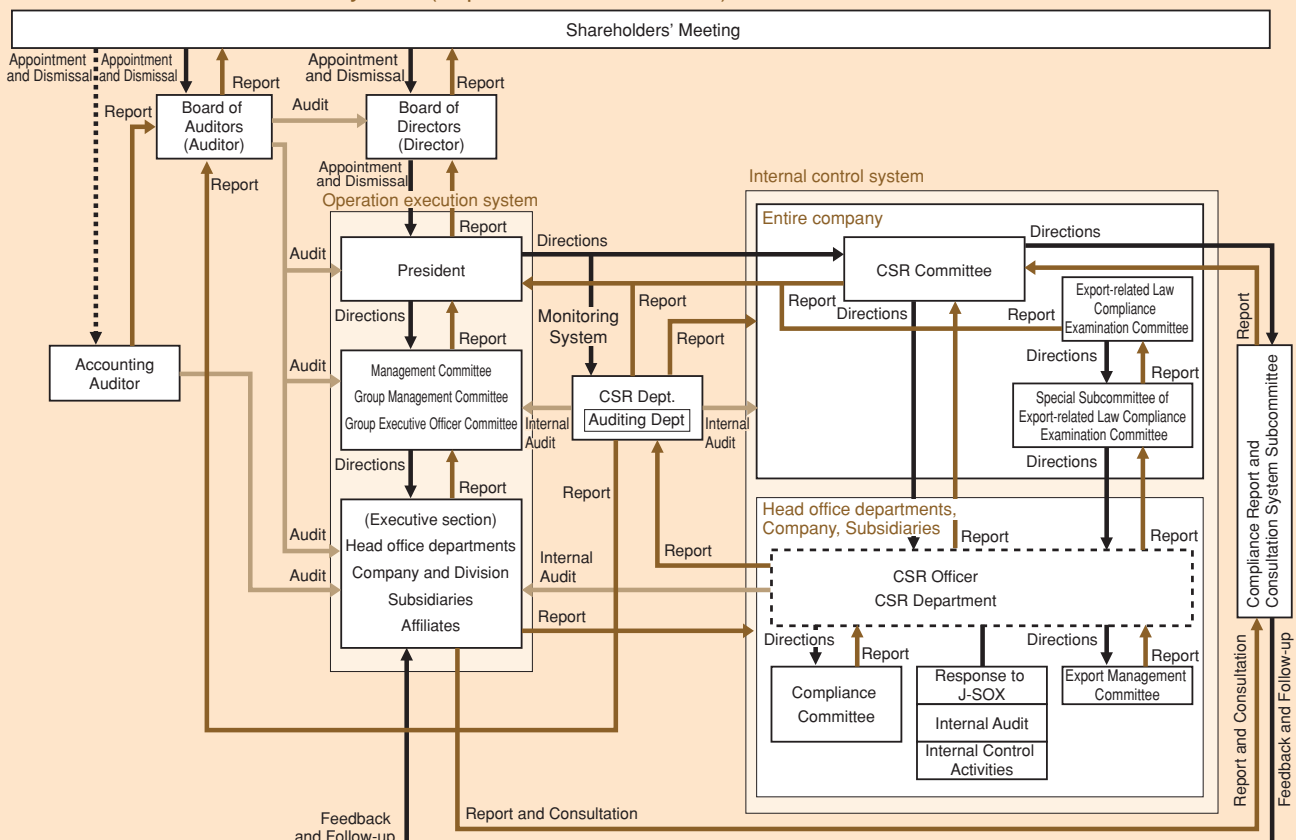 Shareholders' Meeting
Appointment
and Dismissal
Appointment
and Dismissal
Report
Appointment
and Dismissal
Report
Report
Board of
Auditors
(Auditor)
Audit
Board of
Directors
(Director)
Report
Appointment
and Dismissal
Operation execution system
Report
Internal control system
Entire company
Audit
President
Directions
CSR Committee
Directions
Directions
Report
Monitoring
System
Report
Report
Report
Directions
Report
Export-related Law
Compliance
Examination Committee
Report
Accounting
Auditor
Audit
Management Committee
Group Management Committee
Group Executive Officer Committee
Internal
Audit
CSR Dept.
Auditing Dept
Internal
Audit
Directions
Report
Special Subcommittee of
Export-related Law Compliance
Examination Committee
Directions
Compliance Report and
Consultation System Subcommittee
Directions
Report
Report
Audit
Audit
(Executive section)
Head office departments
Company and Division
Subsidiaries
Affiliates
Internal
Audit
Report
Report
Head office departments,
Company, Subsidiaries
Report
Report
CSR Officer
CSR Department
Directions
Report
Directions
Report
Compliance
Committee
Response to
J-SOX
Internal Audit
Internal Control
Activities
Export Management
Committee
Report and Consultation
Feedback and Follow-up
Feedback
and Follow-up
Report and Consultation